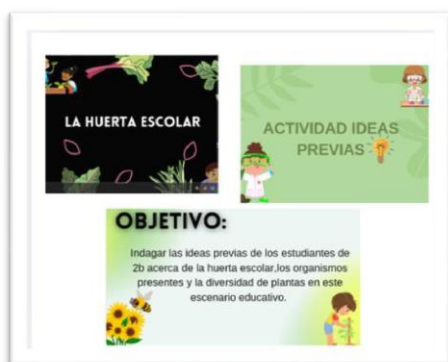 LA HUERTA ESCOLAR
ACTIVIDAD IDEAS
PREVIAS
OBJETIVO:
Indagar las ideas previas de los estudiantes de
2b acerca de la huerta escolar,los organismos
presentes y la diversidad de plantas en este
escenario educativo.